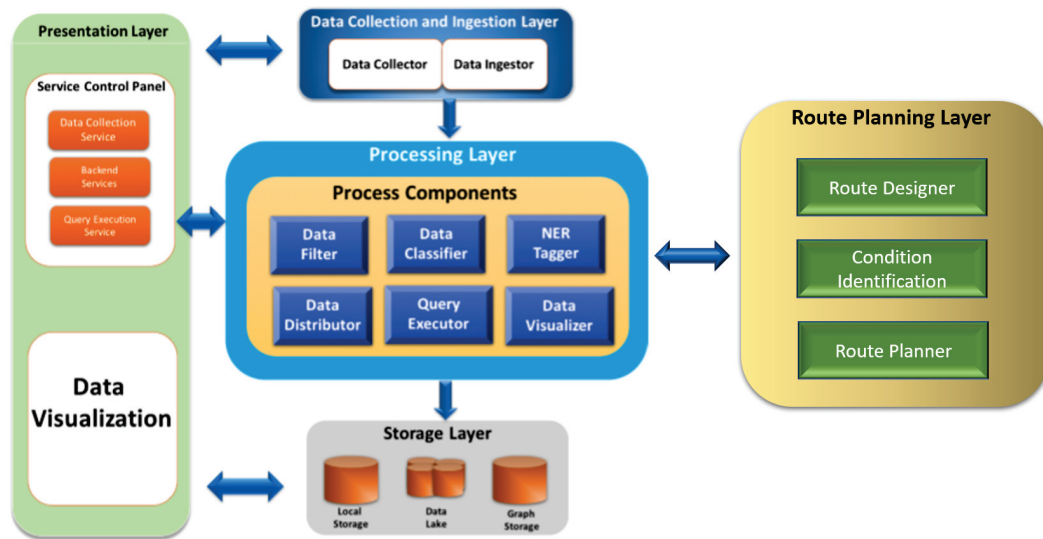 Presentation Layer
Service Control Panel
Data Collection
Service
Backend
Services
Query Execution
Service
Data
Visualization
Data Collection and Ingestion Layer
Data Collector
Data Ingestor
Processing Layer
Process Components
Data
Filter
Data
Classifier
NER
Tagger
Data
Distributor
Query
Executor
Data
Visualizer
Storage Layer
Local
Storage
Data
Lake
Graph
Storage
Route Planning Layer
Route Designer
Condition
Identification
Route Planner